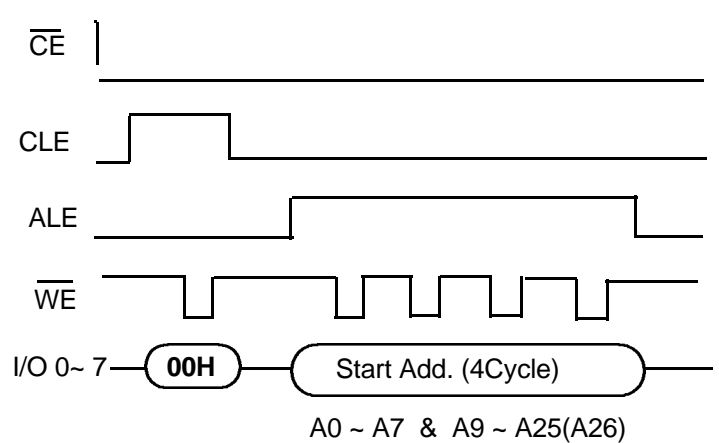 CE
CLE
ALE
WE
I/O 0~ 7 00H Start Add. (4Cycle)
A0 ~ A7 & A9 ~ A25(A26)